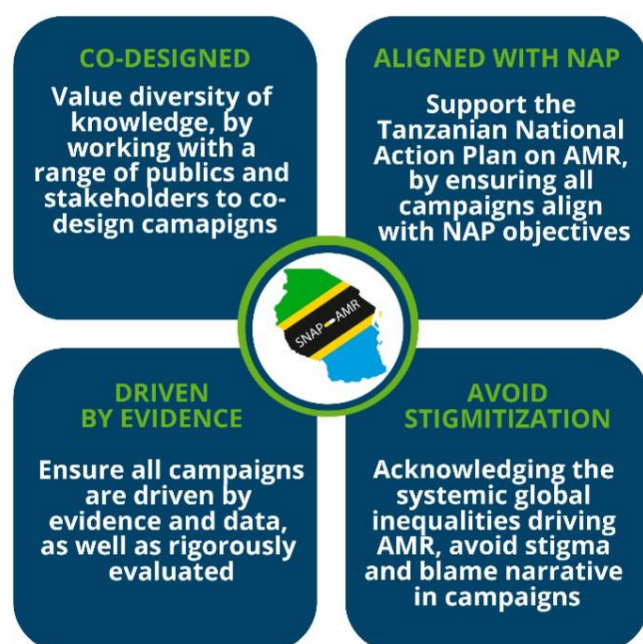 CO-DESIGNED
Value diversity of
knowledge, by
working with a
range of publics and
stakeholders to co-
design camapigns
ALIGNED WITH NAP
Support the
Tanzanian National
Action Plan on AMR,
by ensuring all
campaigns align
with NAP objectives
SNAP-AMR
DRIVEN
BY EVIDENCE
Ensure all campaigns
are driven by
evidence and data,
as well as rigorously
evaluated
AVOID
STIGMITIZATION
Acknowledging the
systemic global
inequalities driving
AMR, avoid stigma
and blame narrative
in campaigns